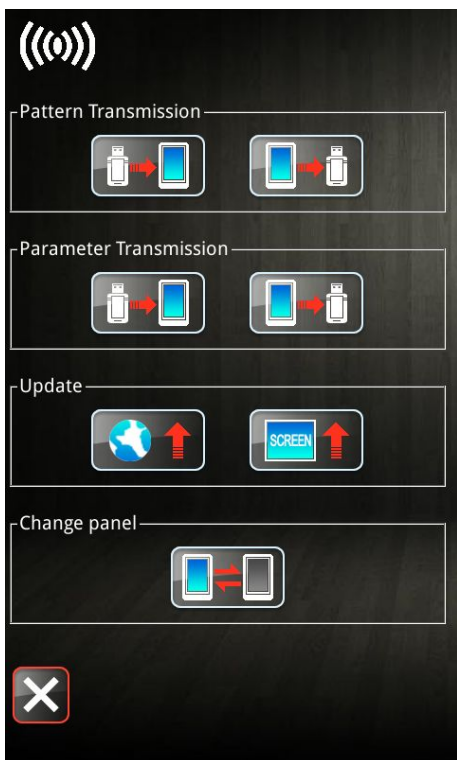 Pattern Transmission
Parameter Transmission
Update
SCREEN
Change panel